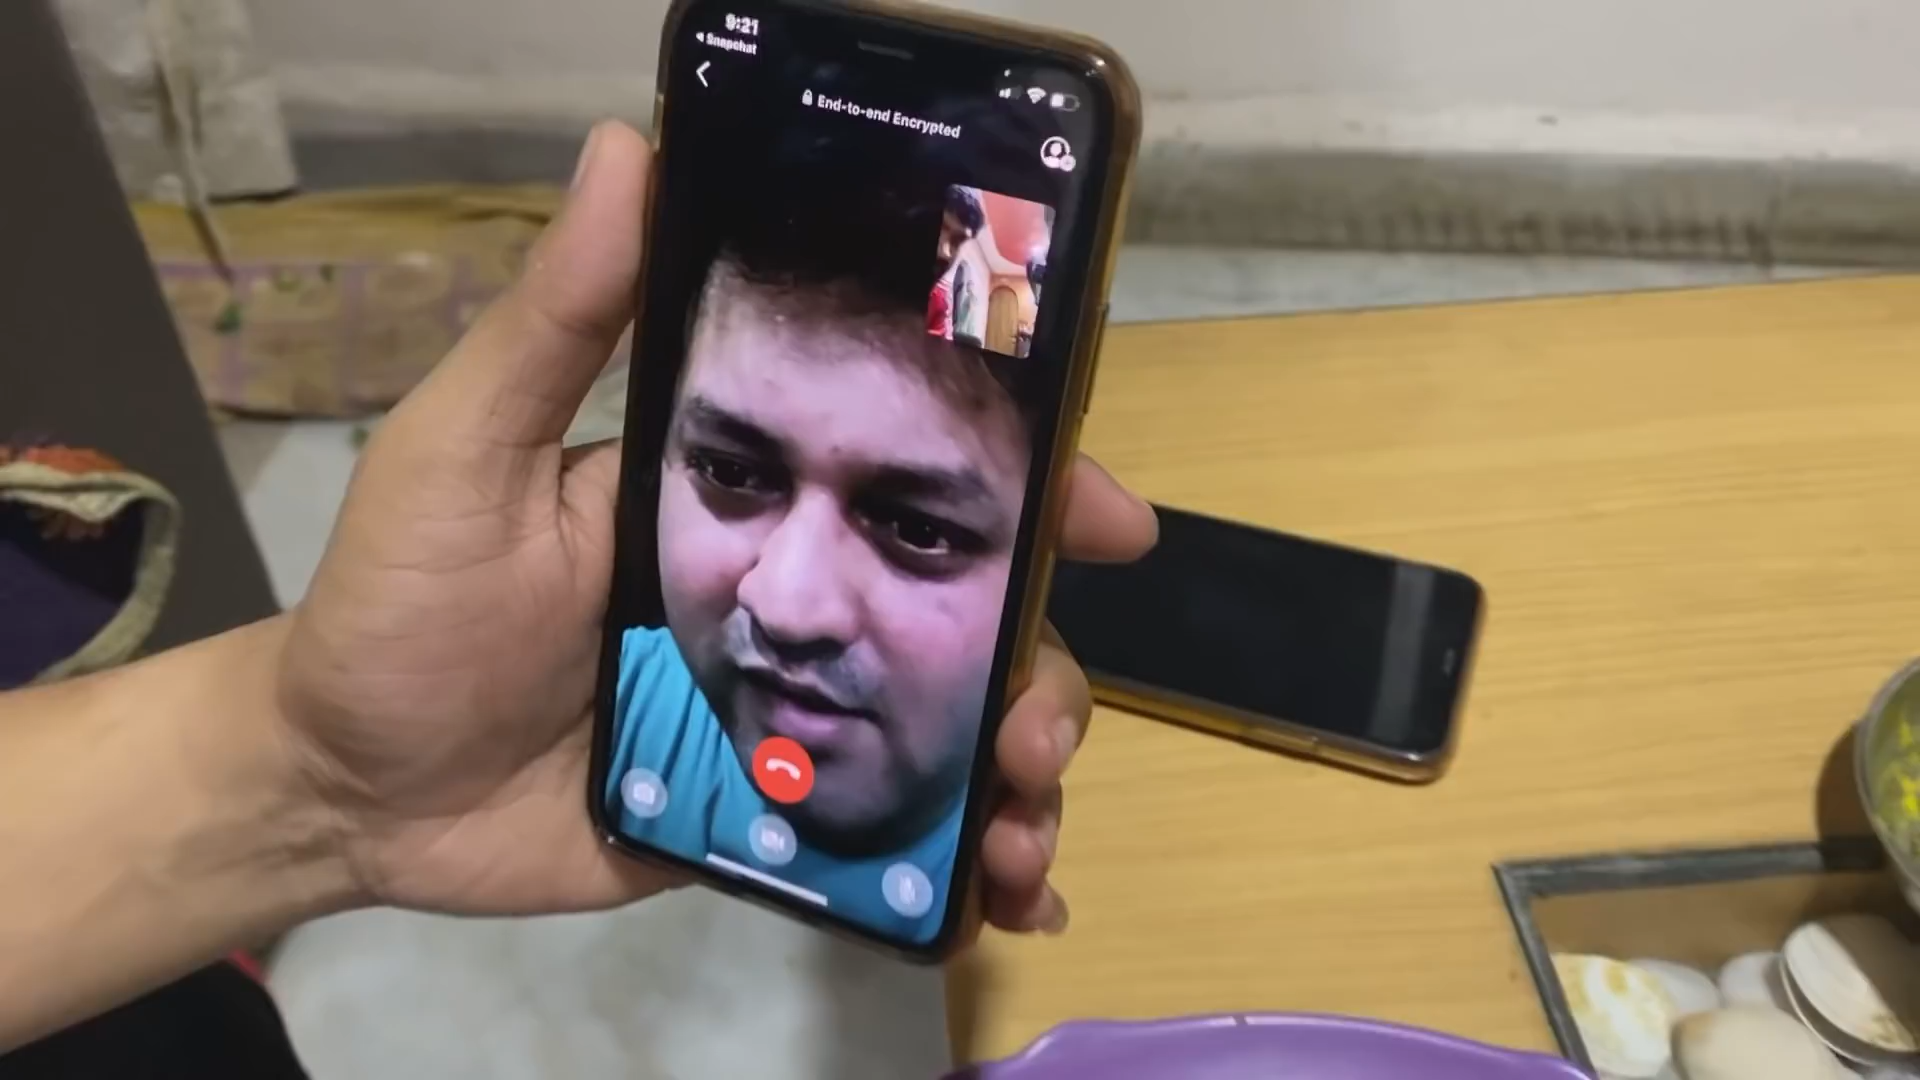 9:21
◀ Snapchat
End-to-end Encrypted